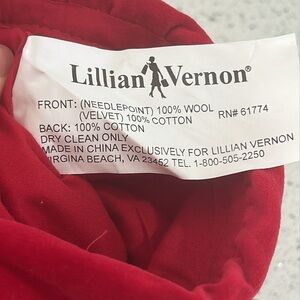 Lillian Vernon®
FRONT: (NEEDLEPOINT) 100% WOOL
(VELVET) 100% COTTON RN# 61774
BACK: 100% COTTON
DRY CLEAN ONLY
MADE IN CHINA EXCLUSIVELY FOR LILLIAN VERNON
VIRGINA BEACH, VA 23452 TEL. 1-800-505-2250